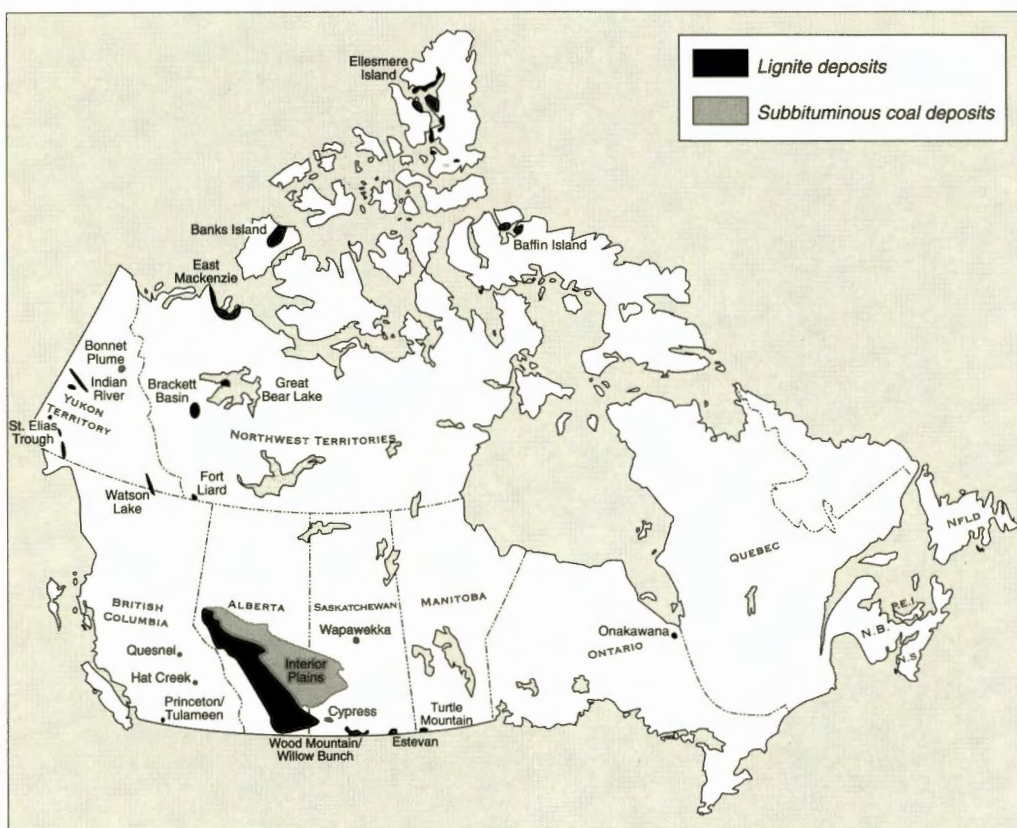 Ellesmere
Island
Lignite deposits
Subbituminous coal deposits
Banks Island
Baffin Island
East
Mackenzie
Bonnet
Plume
Indian
River
Brackett
Basin
Great
Bear Lake
YUKON
TERRITORY
St. Elias
Trough
NORTHWEST TERRITORIES
Watson
Lake
Fort
Liard
NFLD
QUEBEC
BRITISH
COLUMBIA
ALBERTA
SASKATCHEWAN
MANITOBA
P.E.I.
N.B.
N.S.
Wapawekka
Onakawana
ONTARIO
Quesnel
Interior
Plains
Hat Creek
Princeton/
Tulameen
Cypress
Turtle
Mountain
Wood Mountain/
Willow Bunch
Estevan